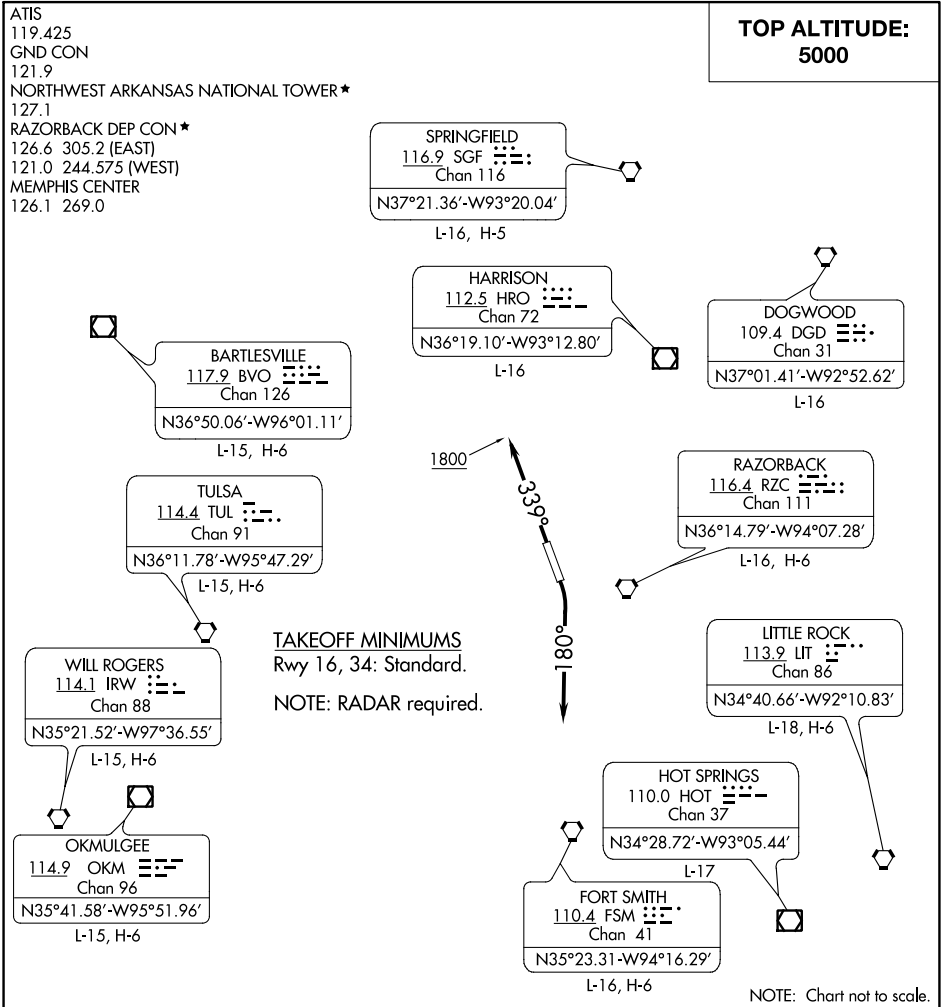 ATIS
119.425
GND CON
121.9
NORTHWEST ARKANSAS NATIONAL TOWER★
127.1
RAZORBACK DEP CON★
126.6 305.2 (EAST)
121.0 244.575 (WEST)
MEMPHIS CENTER
126.1 269.0
TOP ALTITUDE:
5000
SPRINGFIELD
116.9 SGF
Chan 116
N37°21.36'-W93°20.04'
L-16, H-5
HARRISON
112.5 HRO
Chan 72
N36°19.10'-W93°12.80'
L-16
DOGWOOD
109.4 DGD
Chan 31
N37°01.41'-W92°52.62'
L-16
BARTLESVILLE
117.9 BVO
Chan 126
N36°50.06'-W96°01.11'
L-15, H-6
1800
339°
RAZORBACK
116.4 RZC
Chan 111
N36°14.79'-W94°07.28'
L-16, H-6
TULSA
114.4 TUL
Chan 91
N36°11.78'-W95°47.29'
L-15, H-6
180°
TAKEOFF MINIMUMS
Rwy 16, 34: Standard.
NOTE: RADAR required.
LITTLE ROCK
113.9 LIT
Chan 86
N34°40.66'-W92°10.83'
L-18, H-6
WILL ROGERS
114.1 IRW
Chan 88
N35°21.52'-W97°36.55'
L-15, H-6
HOT SPRINGS
110.0 HOT
Chan 37
N34°28.72'-W93°05.44'
L-17
OKMULGEE
114.9 OKM
Chan 96
N35°41.58'-W95°51.96'
L-15, H-6
FORT SMITH
110.4 FSM
Chan 41
N35°23.31-W94°16.29'
L-16, H-6
NOTE: Chart not to scale.